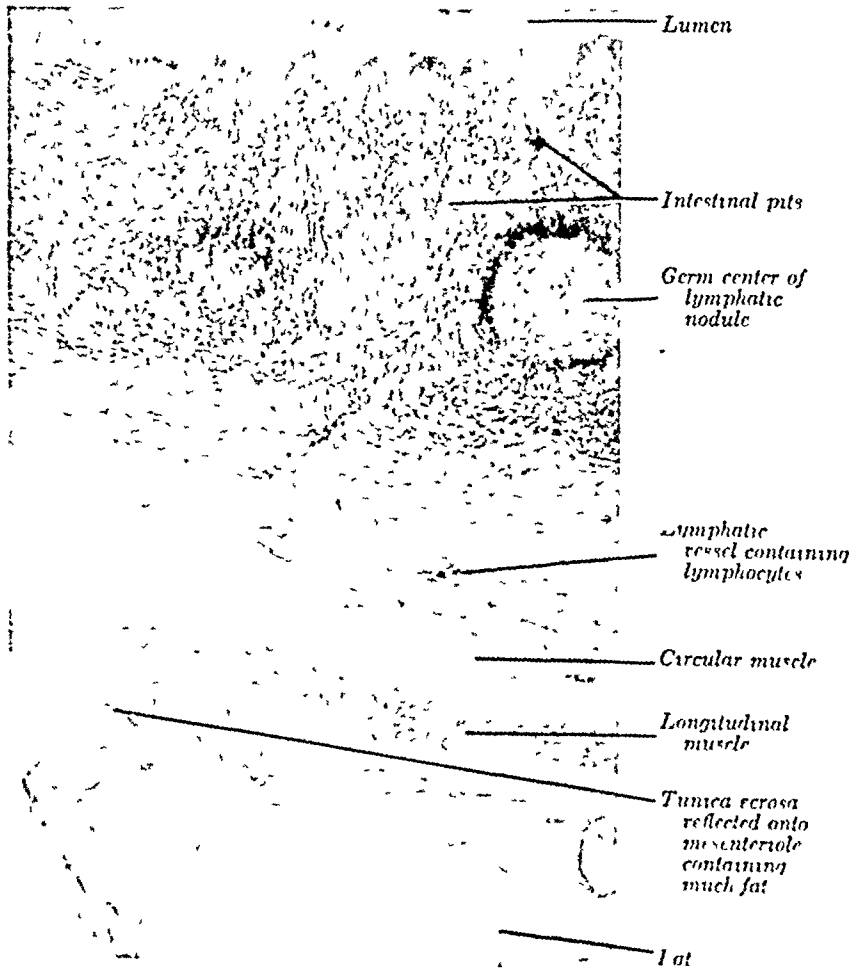 Lumen
Intestinal pits
Germ center of
lymphatic
nodule
Lymphatic
vessel containing
lymphocytes
Circular muscle
Longitudinal
muscle
Tunica serosa
reflected onto
mesenteriole
containing
much fat
Fat